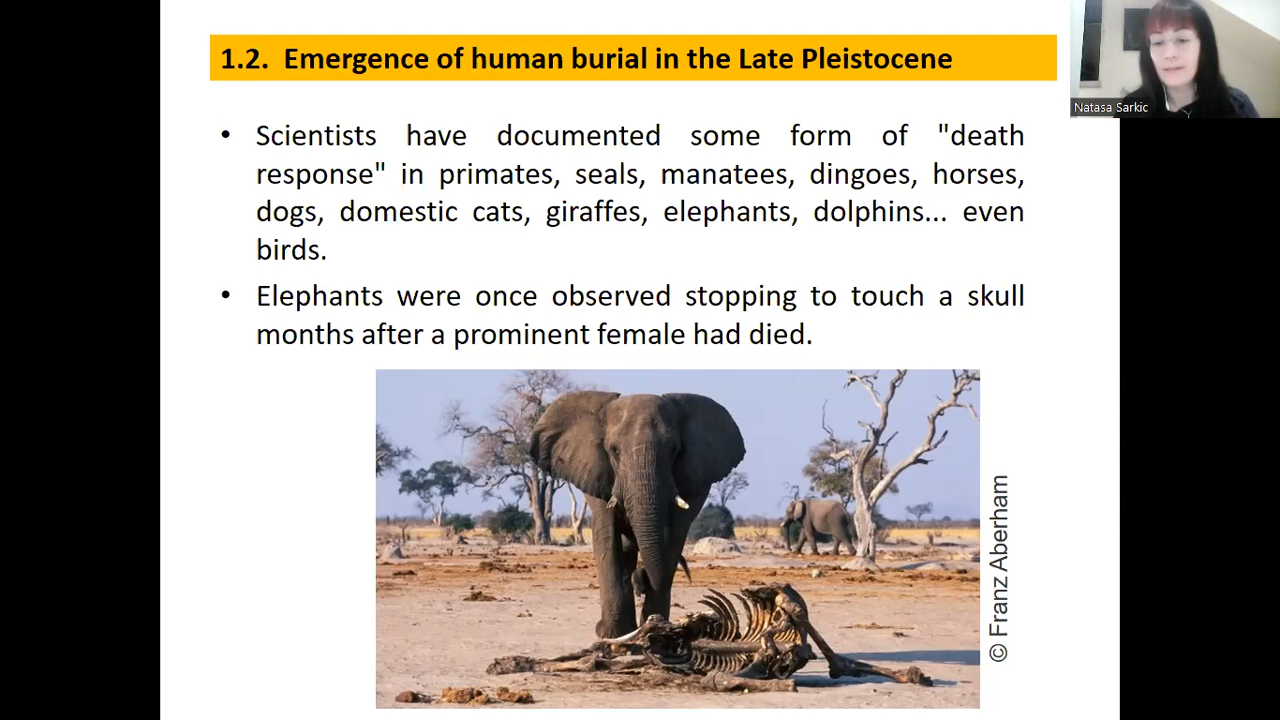 1.2. Emergence of human burial in the Late Pleistocene
Natasa Sarkic
• Scientists have documented some form of "death
response" in primates, seals, manatees, dingoes, horses,
dogs, domestic cats, giraffes, elephants, dolphins... even
birds.
• Elephants were once observed stopping to touch a skull
months after a prominent female had died.
© Franz Aberham